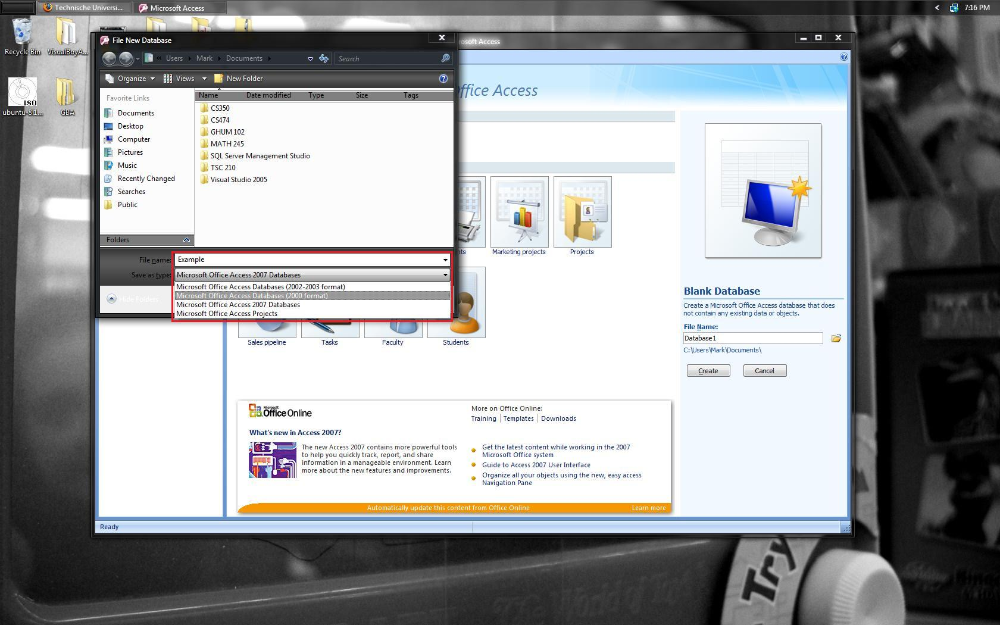 Technische Universi...
Microsoft Access
7:16 PM
Recycle Bin
VisualBoyA...
ISO
ubuntu-8.1...
GBA
File New Database
Users
Mark
Documents
Search
Organize
Views
New Folder
Favorite Links
Documents
Desktop
Computer
Pictures
Music
Recently Changed
Searches
Public
Folders
Name Date modified Type Size Tags
CS350
CS474
GHUM 102
MATH 245
SQL Server Management Studio
TSC 210
Visual Studio 2005
File name: Example
Save as type: Microsoft Office Access 2007 Databases
Microsoft Office Access Databases (2002-2003 format)
Microsoft Office Access Databases (2000 format)
Microsoft Office Access 2007 Databases
Microsoft Office Access Projects
Hide Folders
osoft Access
ffice Access
nts
Marketing projects
Projects
Sales pipeline
Tasks
Faculty
Students
Blank Database
Create a Microsoft Office Access database that does
not contain any existing data or objects.
File Name:
Database1
C:\Users\Mark\Documents\
Create
Cancel
Microsoft
Office Online
More on Office Online:
Training | Templates | Downloads
What's new in Access 2007?
The new Access 2007 contains more powerful tools
to help you quickly track, report, and share
information in a manageable environment. Learn
more about the new features and improvements.
Get the latest content while working in the 2007
Microsoft Office system
Guide to Access 2007 User Interface
Organize all your objects using the new, easy access
Navigation Pane
Automatically update this content from Office Online
Learn more
Ready
Try